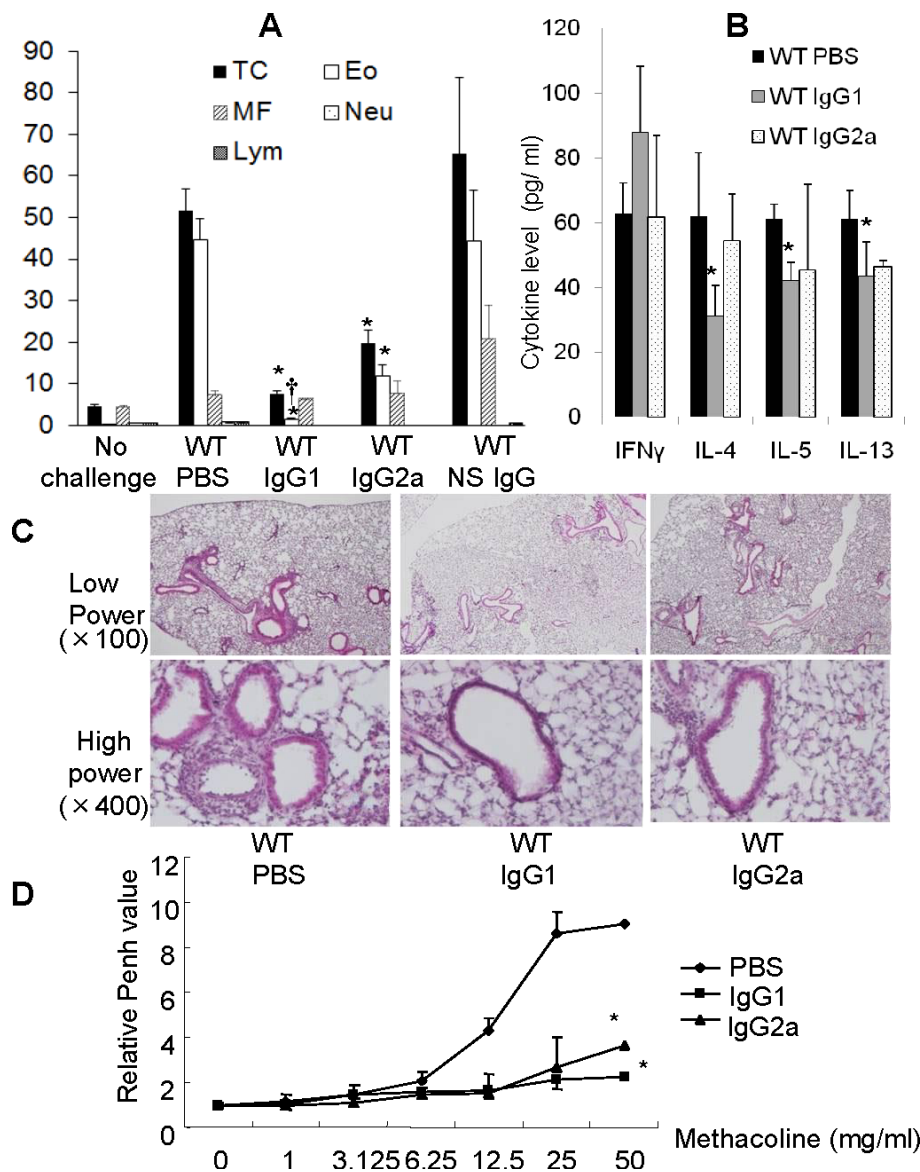 A
90
80
70
60
50
40
30
20
10
0
TC
Eo
MF
Neu
Lym
*
†
*
*
*
No
challenge
WT
PBS
WT
IgG1
WT
IgG2a
WT
NS IgG
B
Cytokine level (pg/ ml)
120
100
80
60
40
20
0
WT PBS
WT IgG1
WT IgG2a
*
*
*
IFNγ
IL-4
IL-5
IL-13
C
Low
Power
(×100)
High
power
(×400)
WT
PBS
WT
IgG1
WT
IgG2a
D
Relative Penh value
12
10
8
6
4
2
0
PBS
IgG1
IgG2a
*
*
0
1
3.125
6.25
12.5
25
50
Methacoline (mg/ml)